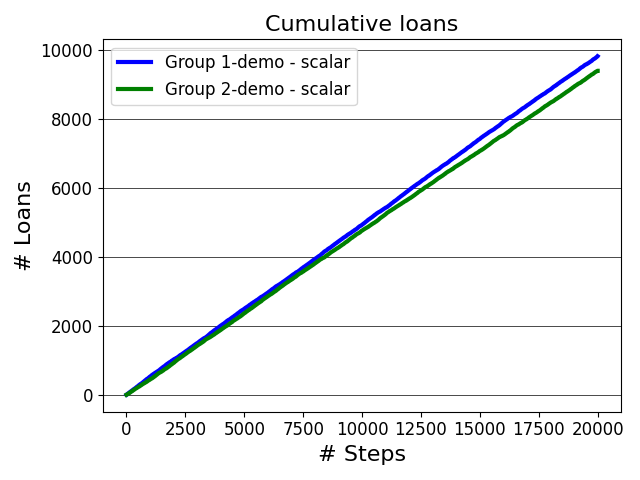 Cumulative loans
Group 1-demo - scalar
Group 2-demo - scalar
# Loans
10000
8000
6000
4000
2000
0
0 2500 5000 7500 10000 12500 15000 17500 20000
# Steps